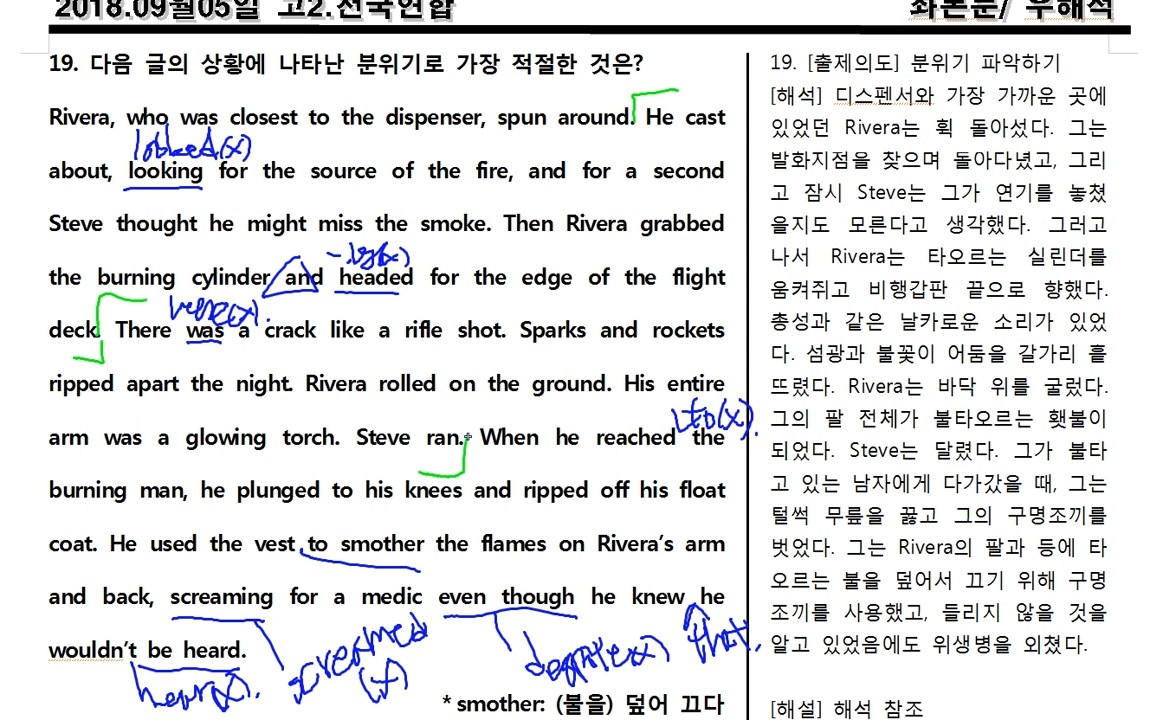 2018.09월05일 고2.전국연합
좌본문/ 우해석
19. 다음 글의 상황에 나타난 분위기로 가장 적절한 것은?
Rivera, who was closest to the dispenser, spun around. He cast
looked(x)
about, looking for the source of the fire, and for a second
Steve thought he might miss the smoke. Then Rivera grabbed
-ing(x)
the burning cylinder and headed for the edge of the flight
were(x).
deck. There was a crack like a rifle shot. Sparks and rockets
ripped apart the night. Rivera rolled on the ground. His entire
to(x).
arm was a glowing torch. Steve ran. When he reached the
burning man, he plunged to his knees and ripped off his float
coat. He used the vest to smother the flames on Rivera's arm
and back, screaming for a medic even though he knew he
screamed
(x)
despite(x)
that.
wouldn't be heard.
hear(x).
* smother: (불을) 덮어 끄다
19. [출제의도] 분위기 파악하기
[해석] 디스펜서와 가장 가까운 곳에
있었던 Rivera는 획 돌아섰다. 그는
발화지점을 찾으며 돌아다녔고, 그리
고 잠시 Steve는 그가 연기를 놓쳤
을지도 모른다고 생각했다. 그러고
나서 Rivera는 타오르는 실린더를
움켜쥐고 비행갑판 끝으로 향했다.
총성과 같은 날카로운 소리가 있었
다. 섬광과 불꽃이 어둠을 갈가리 흩
뜨렸다. Rivera는 바닥 위를 굴렀다.
그의 팔 전체가 불타오르는 횃불이
되었다. Steve는 달렸다. 그가 불타
고 있는 남자에게 다가갔을 때, 그는
털썩 무릎을 꿇고 그의 구명조끼를
벗었다. 그는 Rivera의 팔과 등에 타
오르는 불을 덮어서 끄기 위해 구명
조끼를 사용했고, 들리지 않을 것을
알고 있었음에도 위생병을 외쳤다.
[해설] 해석 참조